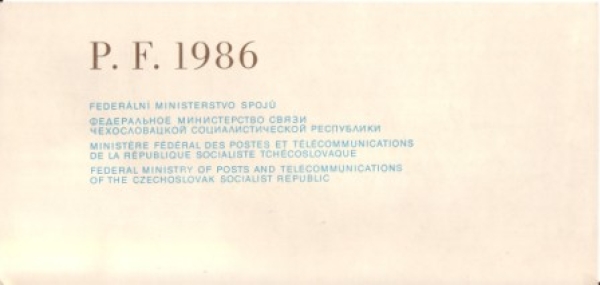 P. F. 1986
FEDERÁLNÍ MINISTERSTVO SPOJŮ
ФЕДЕРАЛЬНОЕ МИНИСТЕРСТВО СВЯЗИ
ЧЕХОСЛОВАЦКОЙ СОЦИАЛИСТИЧЕСКОЙ РЕСПУБЛИКИ
MINISTÈRE FÉDÉRAL DES POSTES ET TÉLÉCOMMUNICATIONS
DE LA RÉPUBLIQUE SOCIALISTE TCHÉCOSLOVAQUE
FEDERAL MINISTRY OF POSTS AND TELECOMMUNICATIONS
OF THE CZECHOSLOVAK SOCIALIST REPUBLIC